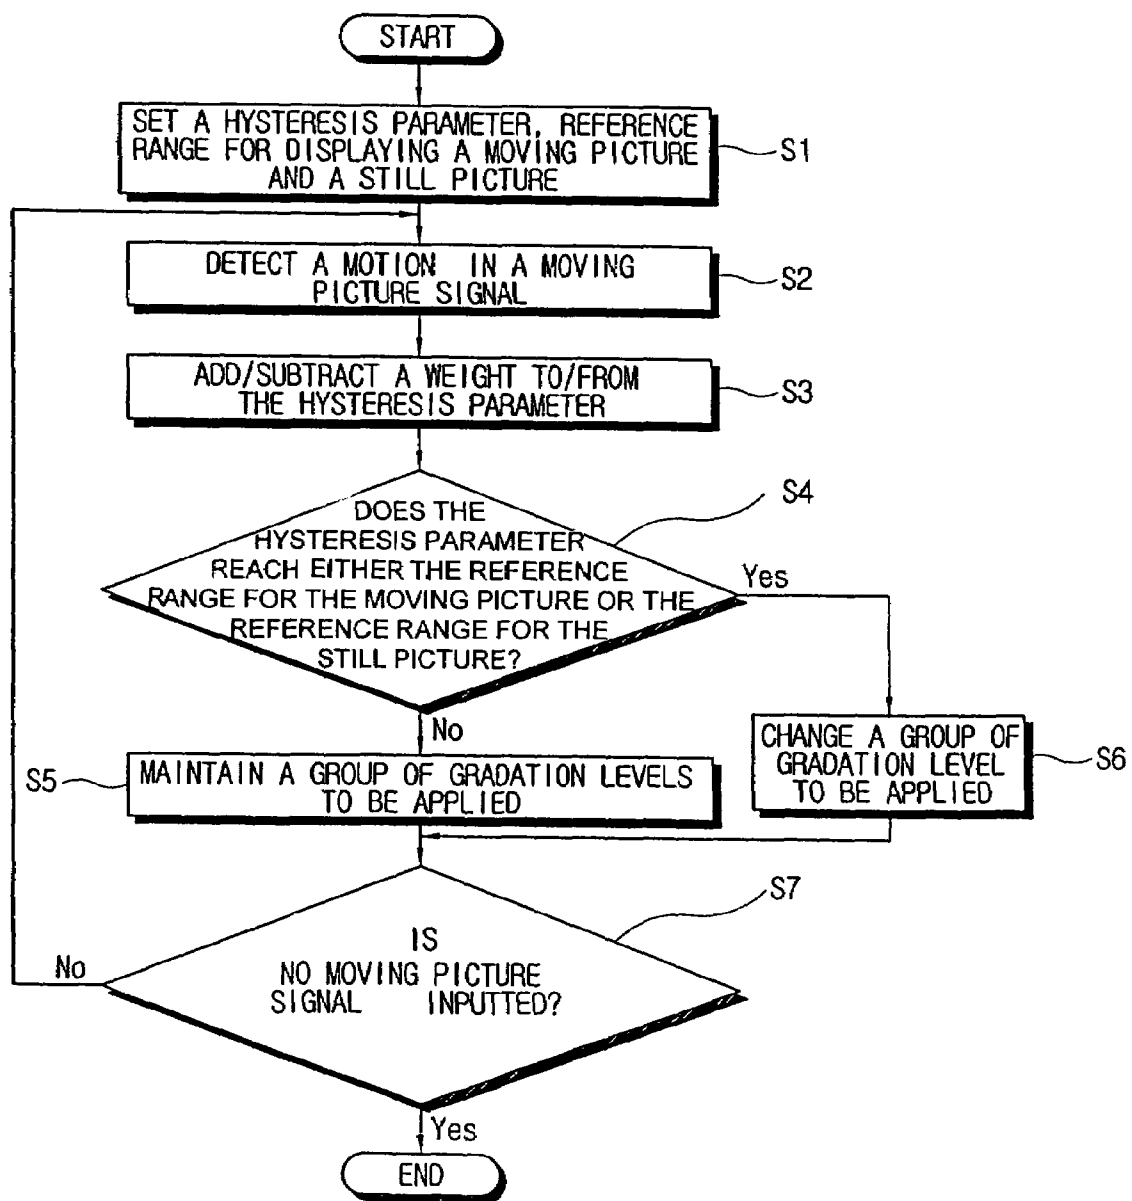 START
SET A HYSTERESIS PARAMETER, REFERENCE
RANGE FOR DISPLAYING A MOVING PICTURE
AND A STILL PICTURE
S1
DETECT A MOTION IN A MOVING
PICTURE SIGNAL
S2
ADD/SUBTRACT A WEIGHT TO/FROM
THE HYSTERESIS PARAMETER
S3
S4
DOES THE
HYSTERESIS PARAMETER
REACH EITHER THE REFERENCE
RANGE FOR THE MOVING PICTURE OR THE
REFERENCE RANGE FOR THE
STILL PICTURE?
Yes
No
S5
MAINTAIN A GROUP OF GRADATION LEVELS
TO BE APPLIED
CHANGE A GROUP OF
GRADATION LEVEL
TO BE APPLIED
S6
S7
IS
NO MOVING PICTURE
SIGNAL INPUTTED?
No
Yes
END